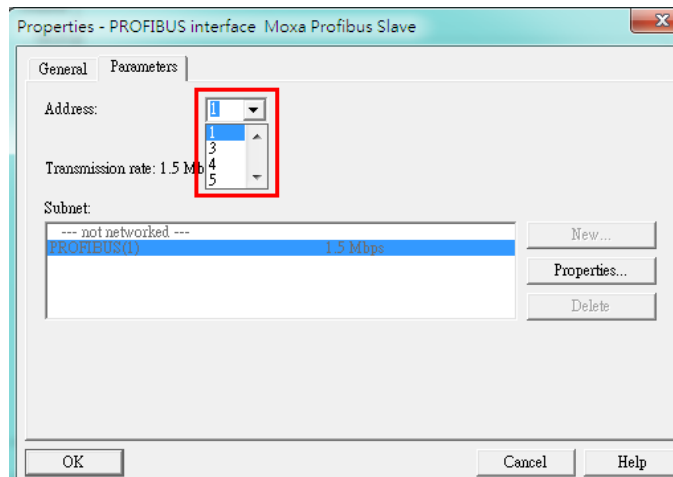 Properties - PROFIBUS interface Moxa Profibus Slave
General Parameters
Address: 1
1
3
Transmission rate: 1.5 Mb 4
5
Subnet:
--- not networked ---
PROFIBUS(1) 1.5 Mbps
New...
Properties...
Delete
OK Cancel Help